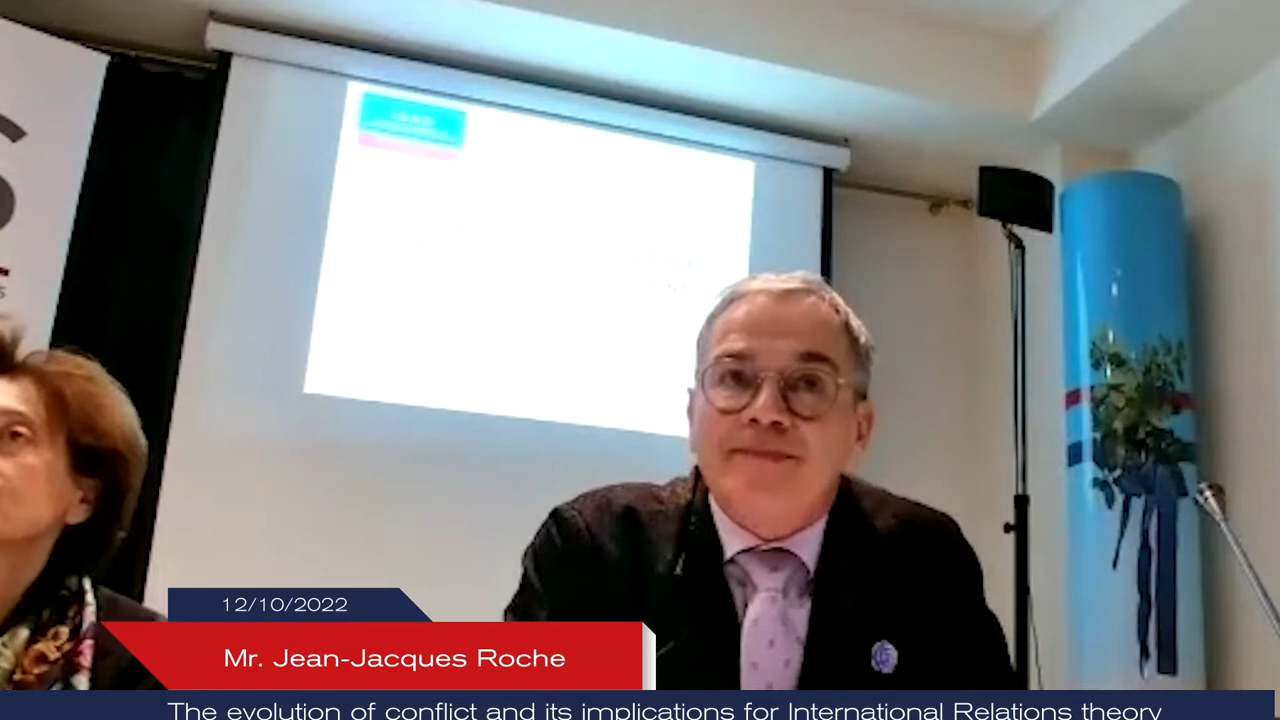 12/10/2022
Mr. Jean-Jacques Roche
The evolution of conflict and its implications for International Relations theory